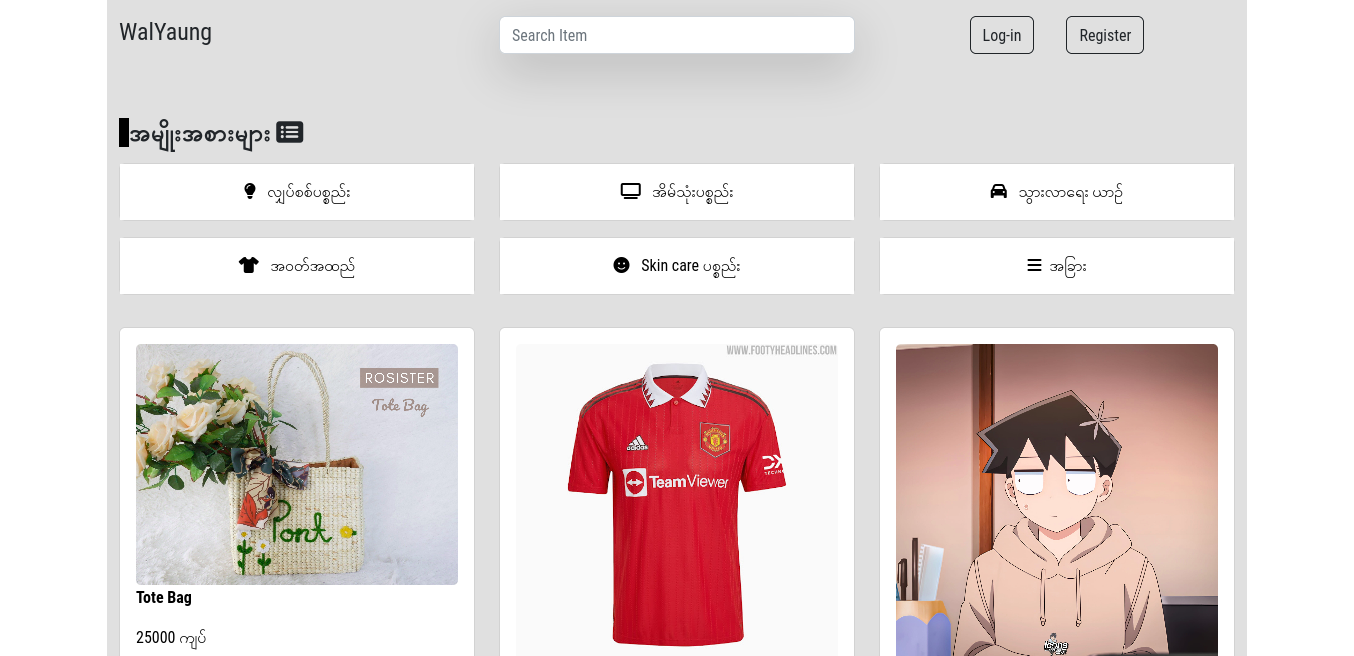 WalYaung
Search Item
Log-in
Register
အမျိုးအစားများ
လျှပ်စစ်ပစ္စည်း
အိမ်သုံးပစ္စည်း
သွားလာရေး ယာဉ်
အဝတ်အထည်
Skin care ပစ္စည်း
အခြား
ROSISTER
Tote Bag
Pont
WWW.FOOTYHEADLINES.COM
adidas
TeamViewer
Tote Bag
25000 ကျပ်